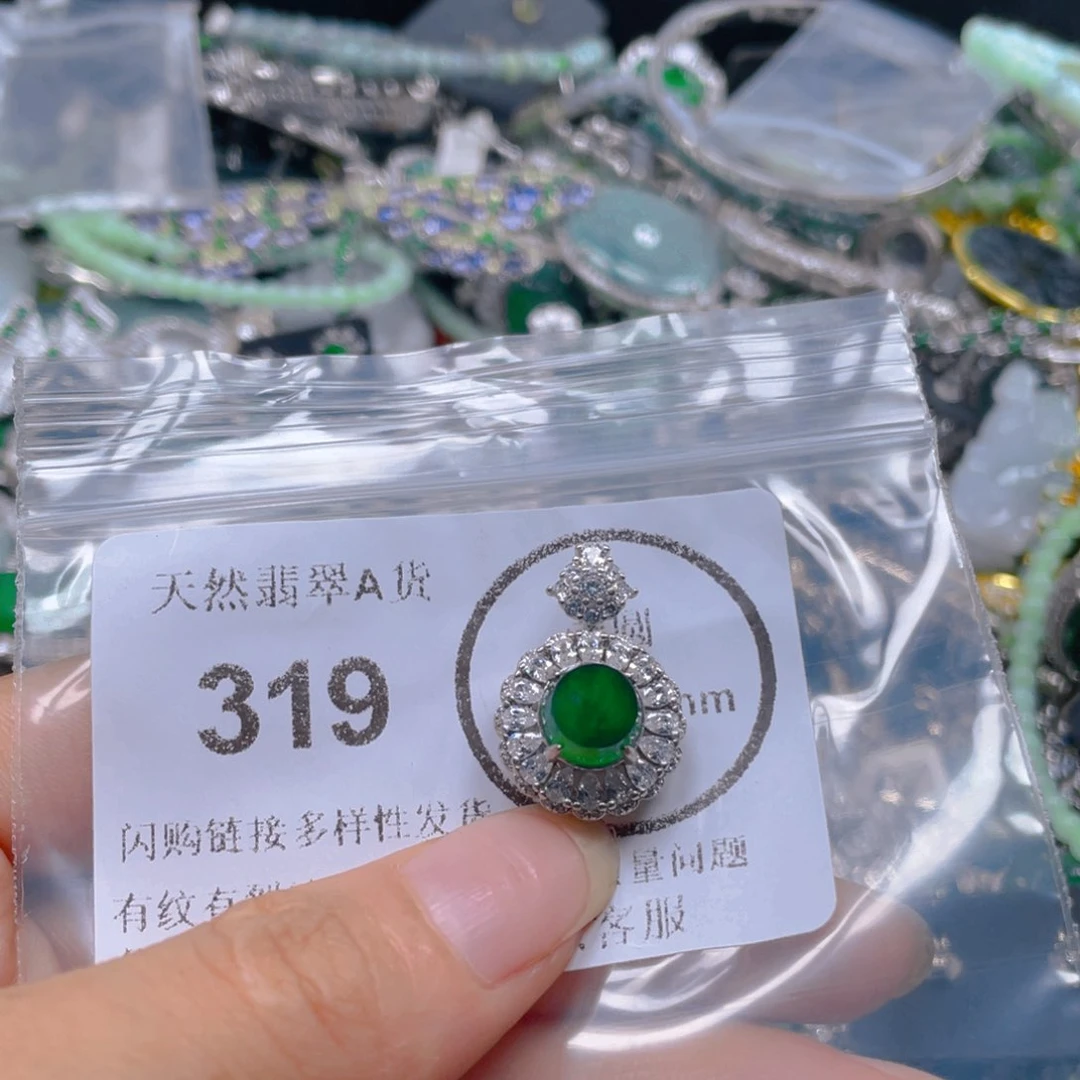 天然翡翠A货
圆
mm
319
闪购链接多样性发货
有纹有
量问题
客服